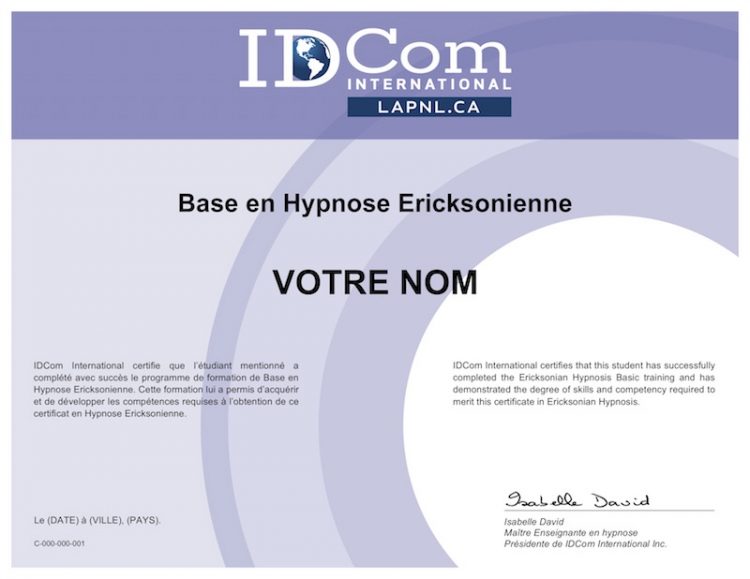 IDCom
INTERNATIONAL
LAPNL.CA
Base en Hypnose Ericksonienne
VOTRE NOM
IDCom International certifie que l'étudiant mentionné a
complété avec succès le programme de formation de Base en
Hypnose Ericksonienne. Cette formation lui a permis d'acquérir
et de développer les compétences requises à l'obtention de ce
certificat en Hypnose Ericksonienne.
IDCom International certifies that this student has successfully
completed the Ericksonian Hypnosis Basic training and has
demonstrated the degree of skills and competency required to
merit this certificate in Ericksonian Hypnosis.
Le (DATE) à (VILLE), (PAYS).
C-000-000-001
Isabelle David
Isabelle David
Maître Enseignante en hypnose
Présidente de IDCom International Inc.